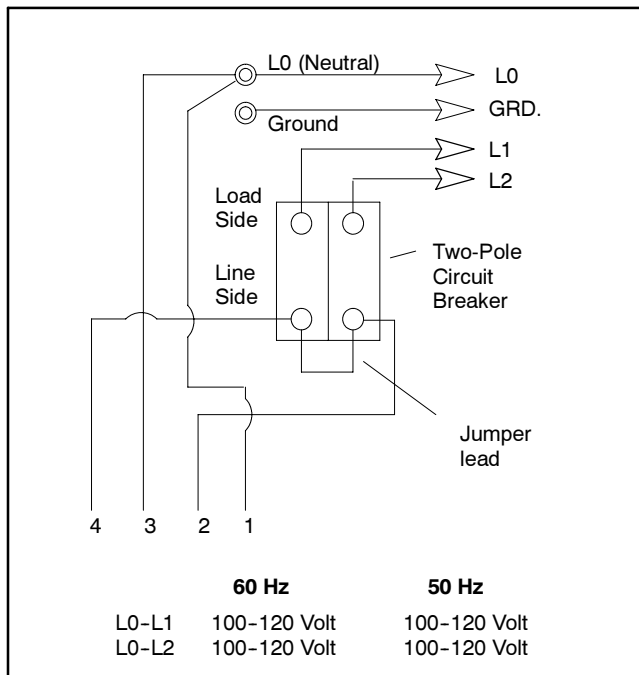 L0 (Neutral)
L0
GRD.
Ground
L1
L2
Load
Side
Two-Pole
Circuit
Breaker
Line
Side
Jumper
lead
4 3 2 1
60 Hz 50 Hz
L0-L1 100-120 Volt 100-120 Volt
L0-L2 100-120 Volt 100-120 Volt